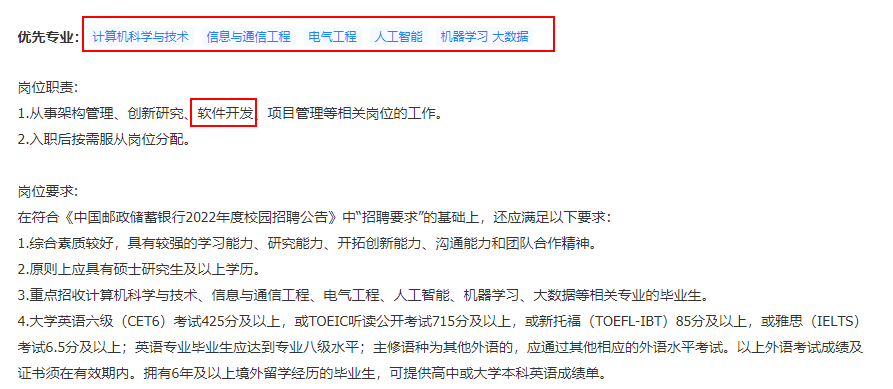 优先专业： 计算机科学与技术 信息与通信工程 电气工程 人工智能 机器学习 大数据
岗位职责：
1.从事架构管理、创新研究、软件开发、项目管理等相关岗位的工作。
2.入职后按需服从岗位分配。
岗位要求：
在符合《中国邮政储蓄银行2022年度校园招聘公告》中“招聘要求”的基础上，还应满足以下要求：
1.综合素质较好，具有较强的学习能力、研究能力、开拓创新能力、沟通能力和团队合作精神。
2.原则上应具有硕士研究生及以上学历。
3.重点招收计算机科学与技术、信息与通信工程、电气工程、人工智能、机器学习、大数据等相关专业的毕业生。
4.大学英语六级（CET6）考试425分及以上，或TOEIC听读公开考试715分及以上，或新托福（TOEFL-IBT）85分及以上，或雅思（IELTS）
考试6.5分及以上；英语专业毕业生应达到专业八级水平；主修语种为其他外语的，应通过其他相应的外语水平考试。以上外语考试成绩及
证书须在有效期内。拥有6年及以上境外留学经历的毕业生，可提供高中或大学本科英语成绩单。